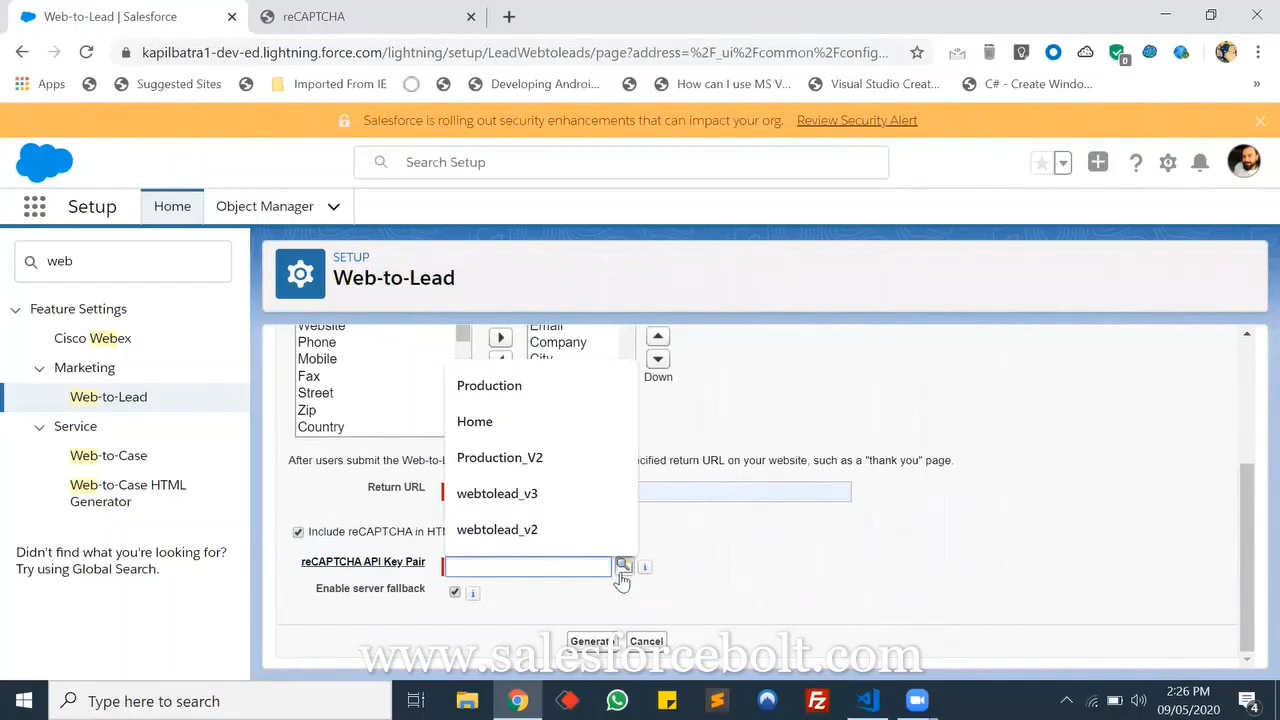 Web-to-Lead | Salesforce
reCAPTCHA
kapilbatra1-dev-ed.lightning.force.com/lightning/setup/LeadWebtoleads/page?address=%2F_ui%2Fcommon%2Fconfig...
Apps
Suggested Sites
Imported From IE
Developing Androi...
How can I use MS V...
Visual Studio Creat...
C# - Create Windo...
»
Salesforce is rolling out security enhancements that can impact your org. Review Security Alert
Search Setup
Setup
Home
Object Manager
web
SETUP
Web-to-Lead
Feature Settings
Cisco Webex
Marketing
Web-to-Lead
Service
Web-to-Case
Web-to-Case HTML
Generator
Didn't find what you're looking for?
Try using Global Search.
Website
Phone
Mobile
Fax
Street
Zip
Country
Email
Company
City
Down
Production
Home
Production_V2
webtolead_v3
webtolead_v2
After users submit the Web-to-L
ecified return URL on your website, such as a "thank you" page.
Return URL
Include reCAPTCHA in HTM
reCAPTCHA API Key Pair
Enable server fallback
Generat
Cancel
www.salesforcebolt.com
Type here to search
2:26 PM
09/05/2020
4
0